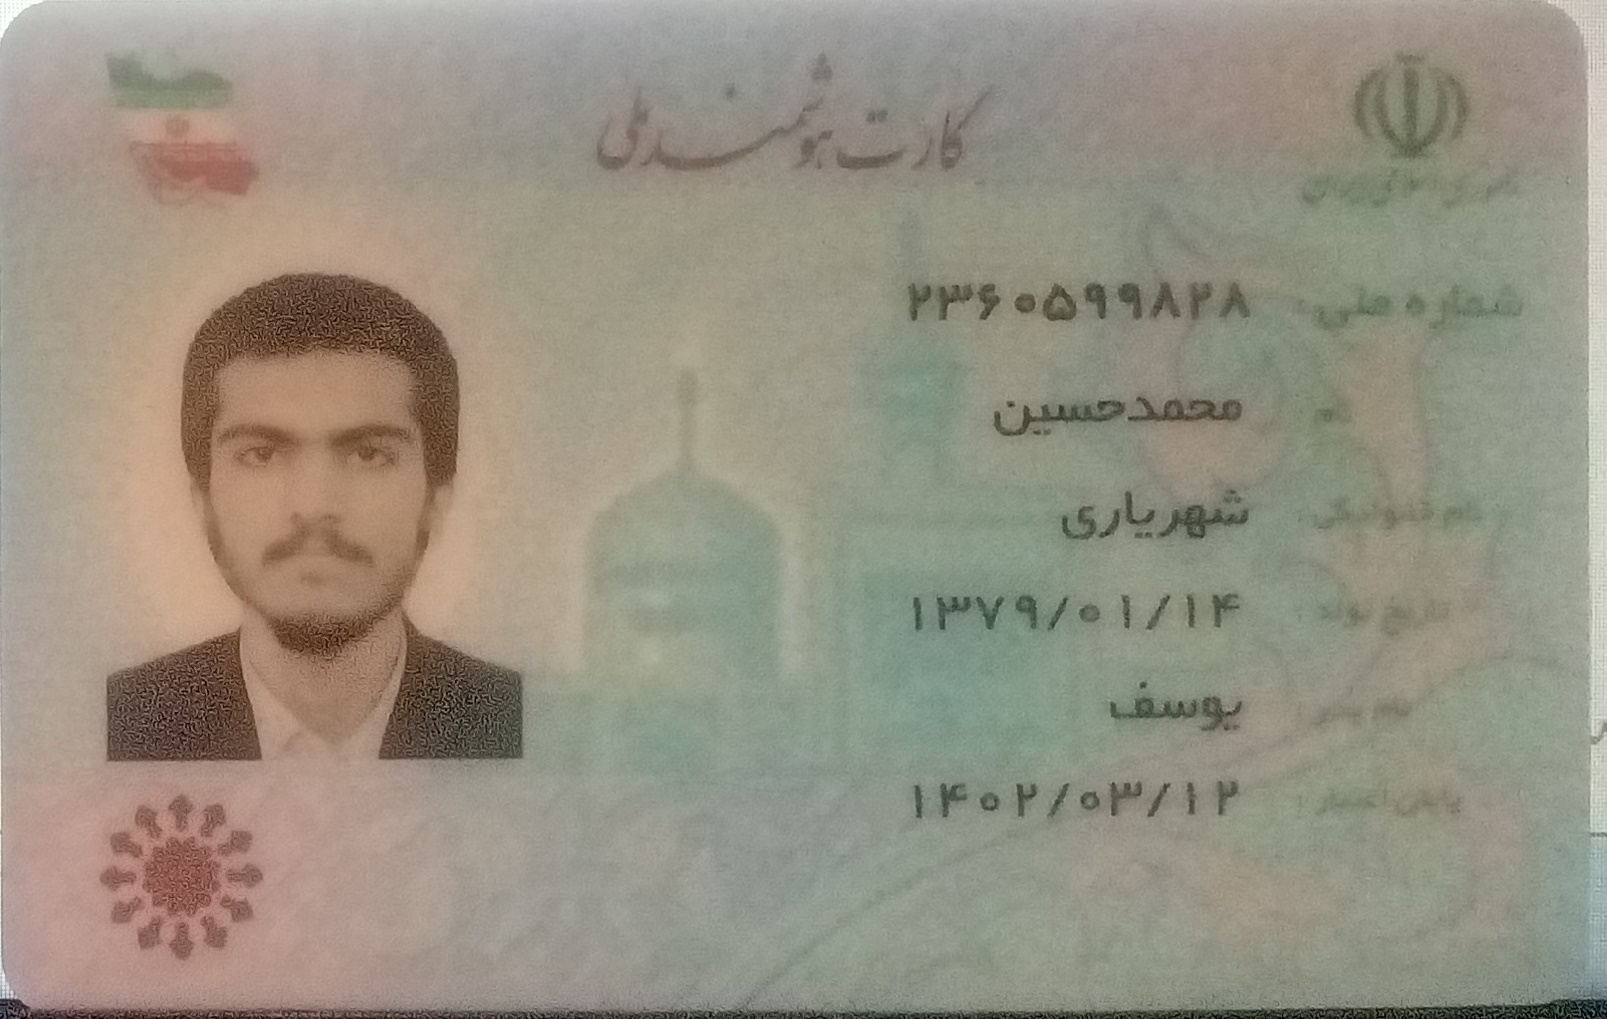 کارت هوشمند ملی
جمهوری اسلامی ایران
شماره ملی: ۲۳۶۰۵۹۹۸۲۸
نام: محمدحسین
نام خانوادگی: شهریاری
تاریخ تولد: ۱۳۷۹/۰۱/۱۴
نام پدر: یوسف
پایان اعتبار: ۱۴۰۲/۰۳/۱۲